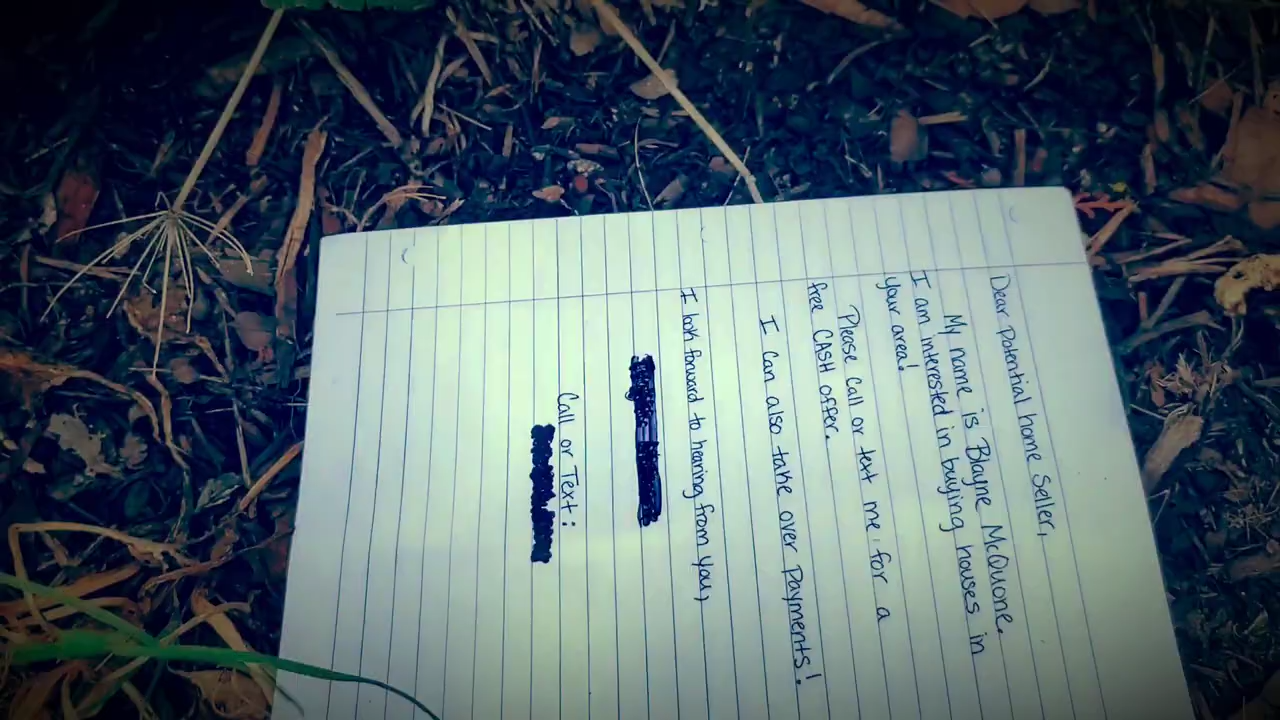 Dear Potential home Seller,
My name is Blayne McQuone.
I am interested in buying houses in
your area!
Please Call or text me for a
free CASH offer.
I can also take over payments!
I look forward to hearing from you,
Call or Text: